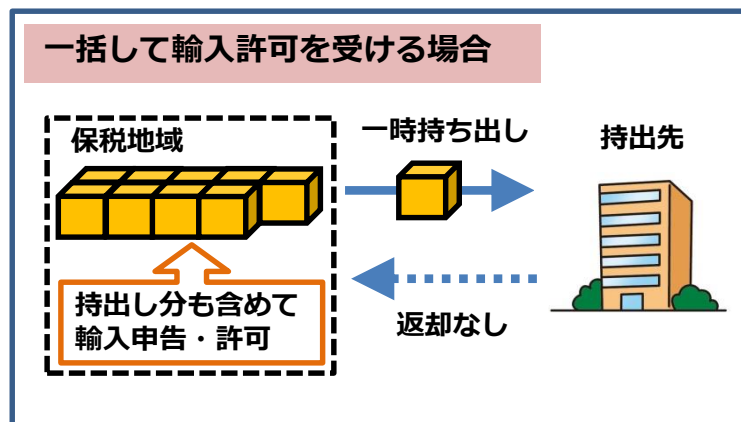 一括して輸入許可を受ける場合
保税地域
一時持ち出し
持出先
持出し分も含めて
輸入申告・許可
返却なし